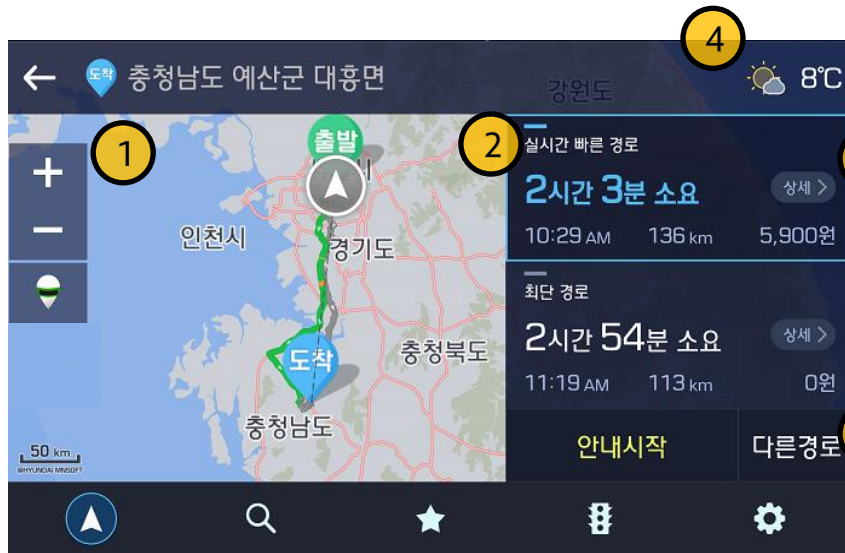 4
충청남도 예산군 대흥면
강원도
8℃
1
출발
2
실시간 빠른 경로
2시간 3분 소요
상세 >
인천시
경기도
10:29 AM 136 km 5,900원
최단 경로
2시간 54분 소요
상세 >
도착
충청북도
11:19 AM 113 km 0원
충청남도
50 km
©HYUNDAI MNSOFT
안내시작
다른경로
도착